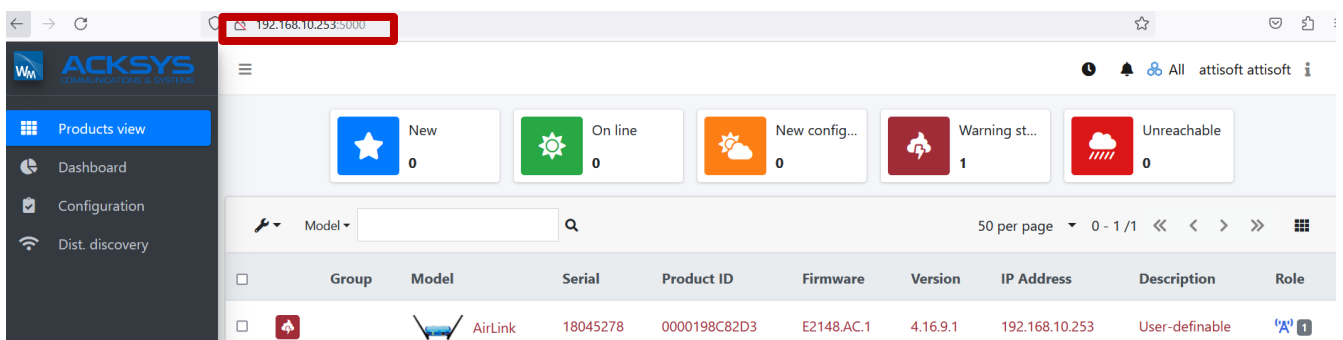 192.168.10.253:5000
WM ACKSYS
COMMUNICATIONS & SYSTEMS
All attisoft attisoft
Products view
Dashboard
Configuration
Dist. discovery
New
0
On line
0
New config...
0
Warning st...
1
Unreachable
0
Model
50 per page 0 - 1 /1
Group Model Serial Product ID Firmware Version IP Address Description Role
AirLink 18045278 0000198C82D3 E2148.AC.1 4.16.9.1 192.168.10.253 User-definable 'A' 1